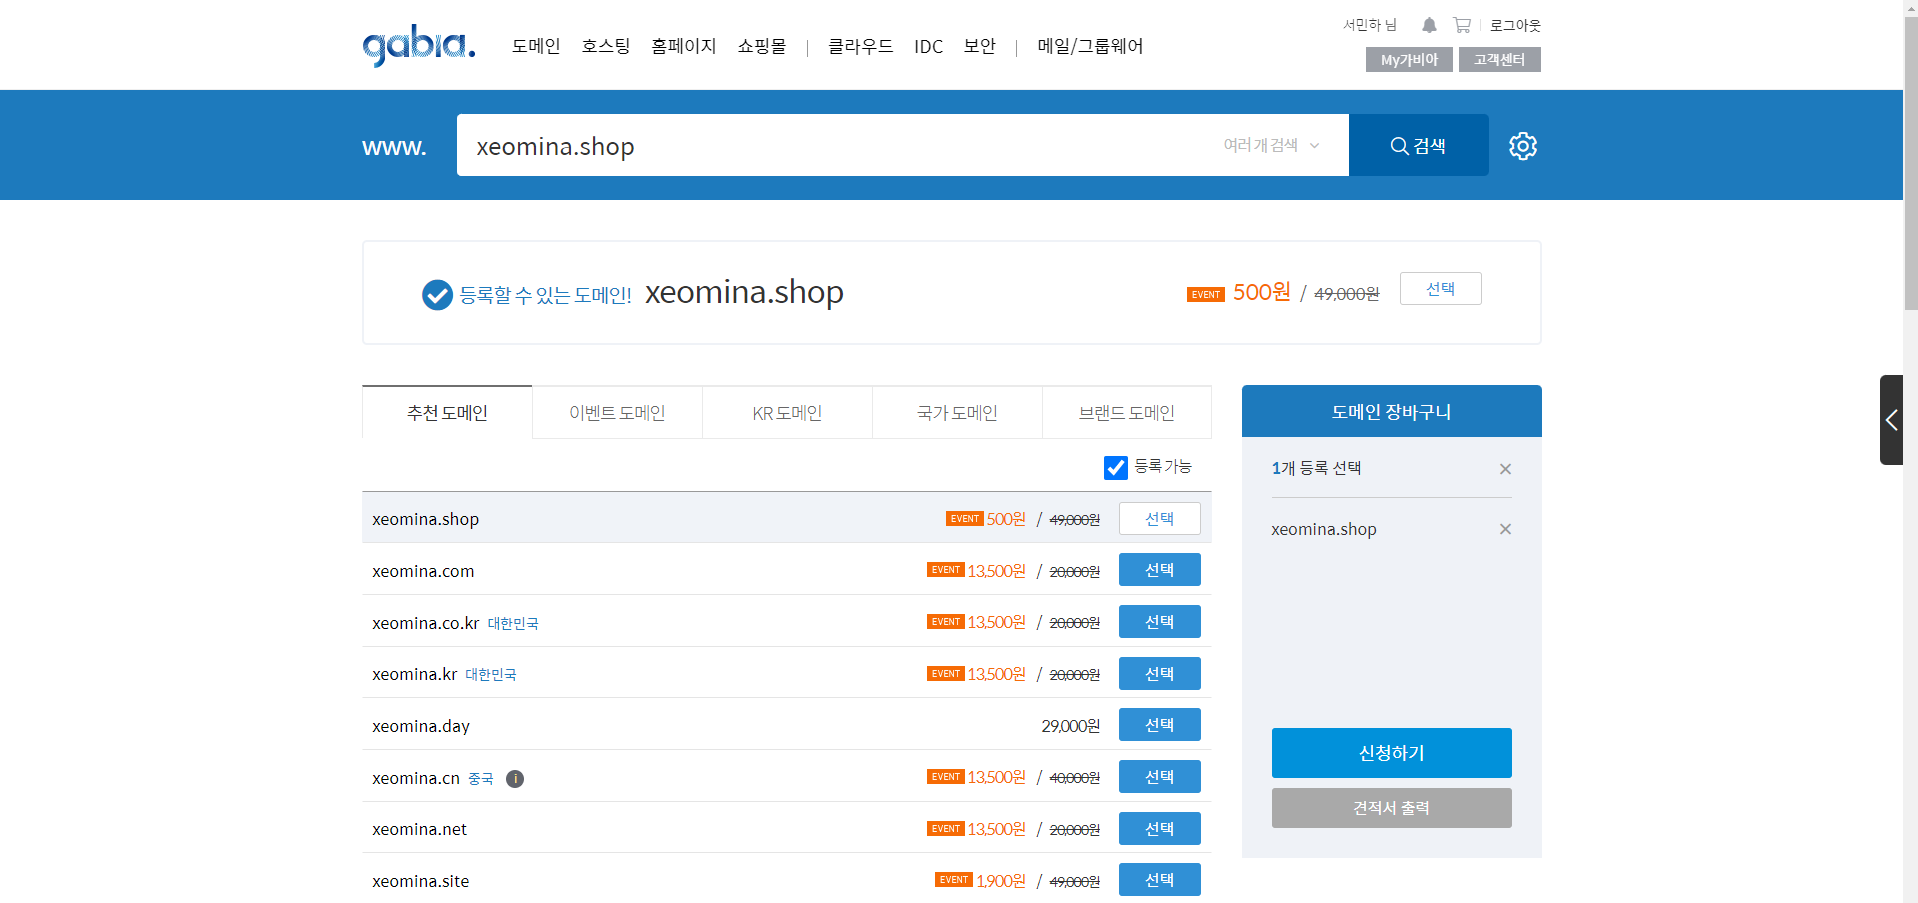 gabia. 도메인 호스팅 홈페이지 쇼핑몰 | 클라우드 IDC 보안 | 메일/그룹웨어
서민하 님 로그아웃
My가비아 고객센터
www. xeomina.shop 여러개 검색 검색
등록할 수 있는 도메인! xeomina.shop EVENT 500원 / 49,000원 선택
추천 도메인 이벤트 도메인 KR 도메인 국가 도메인 브랜드 도메인
등록 가능
xeomina.shop EVENT 500원 / 49,000원 선택
xeomina.com EVENT 13,500원 / 20,000원 선택
xeomina.co.kr 대한민국 EVENT 13,500원 / 20,000원 선택
xeomina.kr 대한민국 EVENT 13,500원 / 20,000원 선택
xeomina.day 29,000원 선택
xeomina.cn 중국 i EVENT 13,500원 / 40,000원 선택
xeomina.net EVENT 13,500원 / 20,000원 선택
xeomina.site EVENT 1,900원 / 49,000원 선택
도메인 장바구니
1개 등록 선택
xeomina.shop
신청하기
견적서 출력